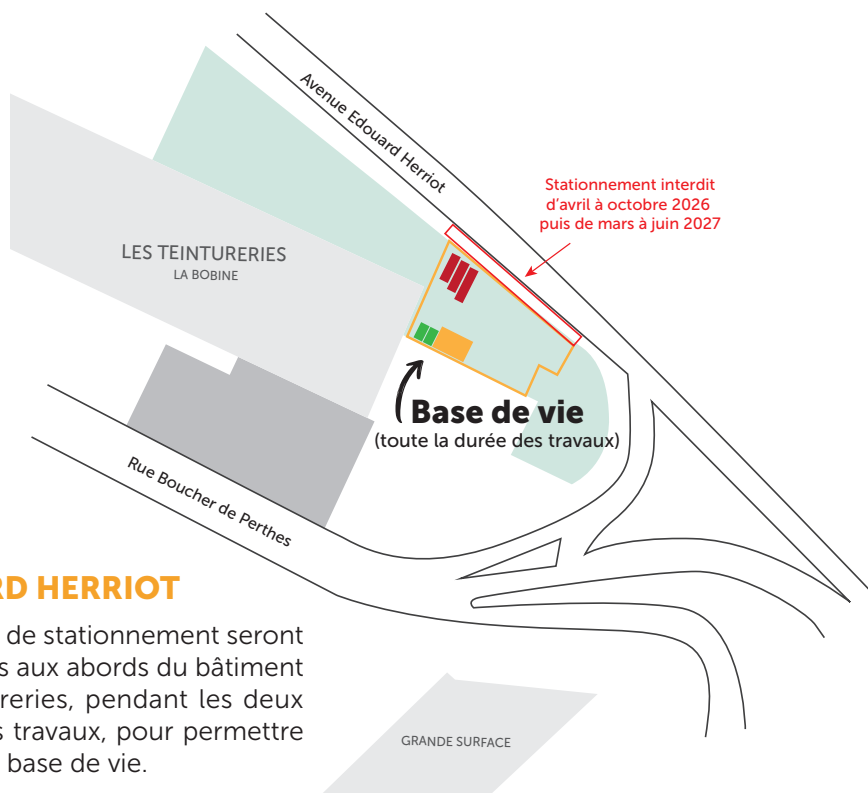 Avenue Edouard Herriot
Stationnement interdit
d’avril à octobre 2026
puis de mars à juin 2027
LES TEINTURERIES
LA BOBINE
Base de vie
(toute la durée des travaux)
Rue Boucher de Perthes
RD HERRIOT
de stationnement seront
s aux abords du bâtiment
reries, pendant les deux
s travaux, pour permettre
base de vie.
GRANDE SURFACE